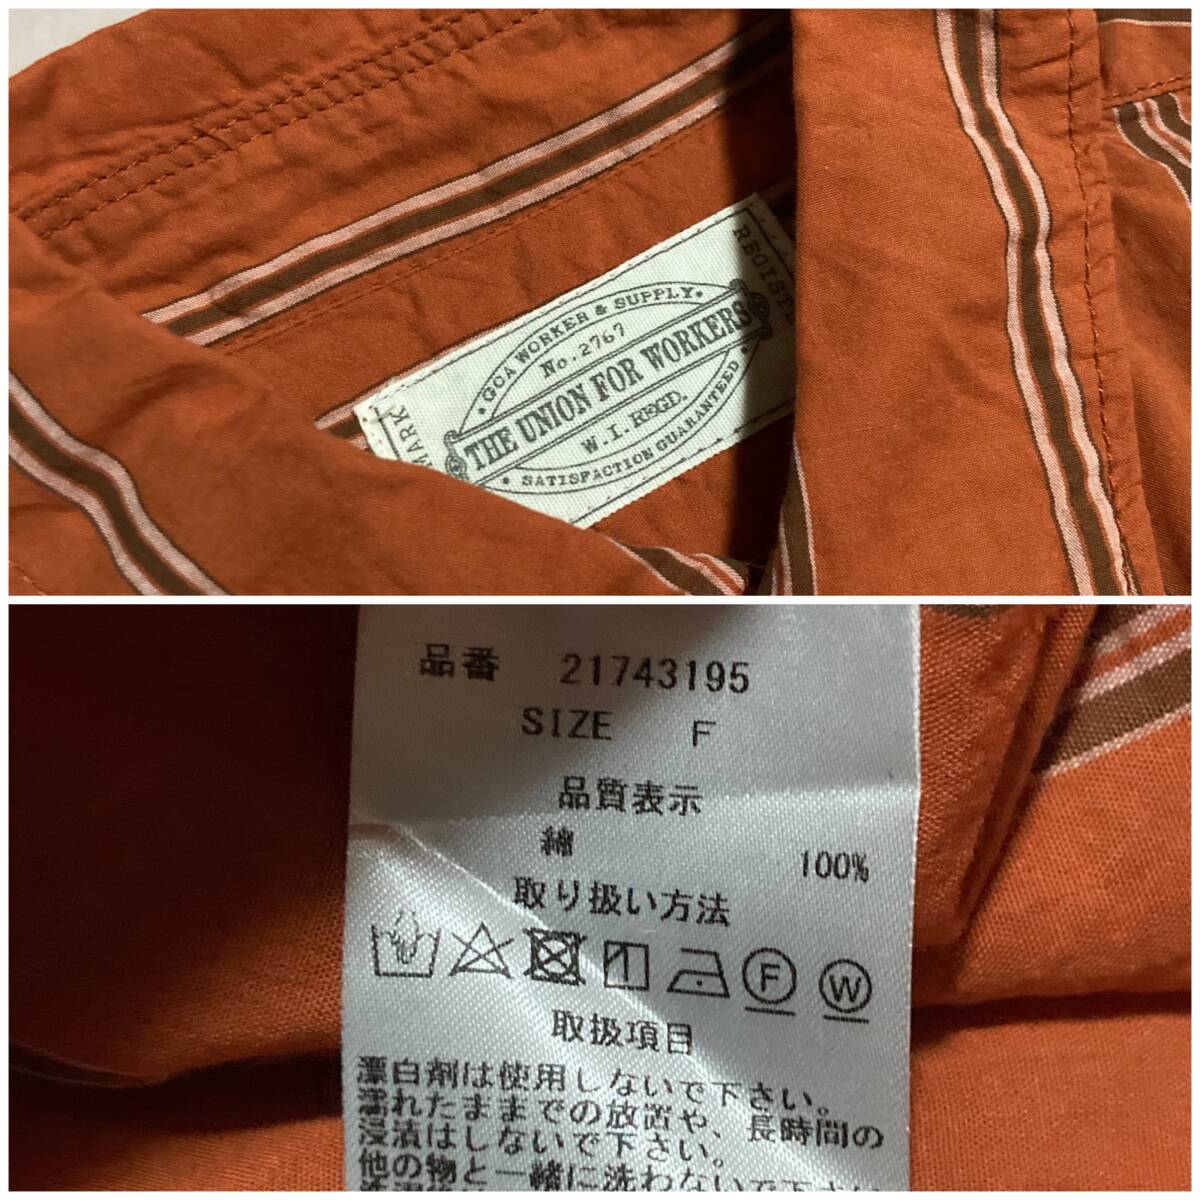 REGISTE
• GCA WORKER & SUPPLY •
No. 2767
THE UNION FOR WORKERS
W. I. REGD.
• SATISFACTION GUARANTEED •
MARK
品番 21743195
SIZE F
品質表示
綿 100%
取り扱い方法
F W
取扱項目
漂白剤は使用しないで下さい。
濡れたままでの放置や、長時間の
浸漬はしないで下さい。
他の物と一緒に洗わないで下さい